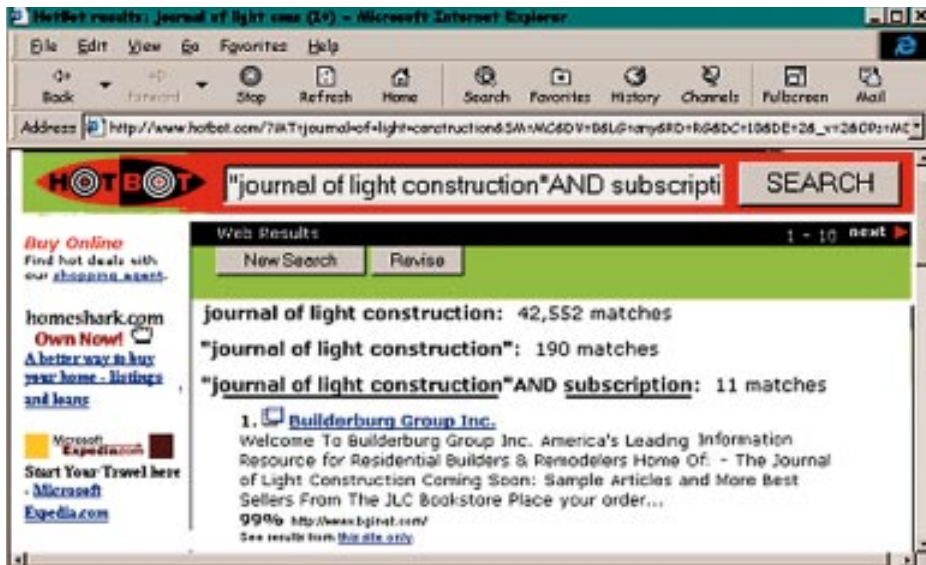 HotBot results: journal of light cons (1+) - Microsoft Internet Explorer
File Edit View Go Favorites Help
Back Forward Stop Refresh Home Search Favorites History Channels Fullscreen Mail
Address http://www.hotbot.com/?
HOTBOT "journal of light construction"AND subscripti SEARCH
Web Results 1 - 10 next
New Search Revise
Buy Online
Find hot deals with
our shopping agent.
homeshark.com
Own Now!
A better way to buy
your home - listings
and loans
Microsoft
Expedia.com
Start Your Travel here
- Microsoft
Expedia.com
journal of light construction: 42,552 matches
"journal of light construction": 190 matches
"journal of light construction"AND subscription: 11 matches
1. Builderburg Group Inc.
Welcome To Builderburg Group Inc. America's Leading Information
Resource for Residential Builders & Remodelers Home Of: - The Journal
of Light Construction Coming Soon: Sample Articles and More Best
Sellers From The JLC Bookstore Place your order...
99% http://www.bginet.com/
See results from this site only.